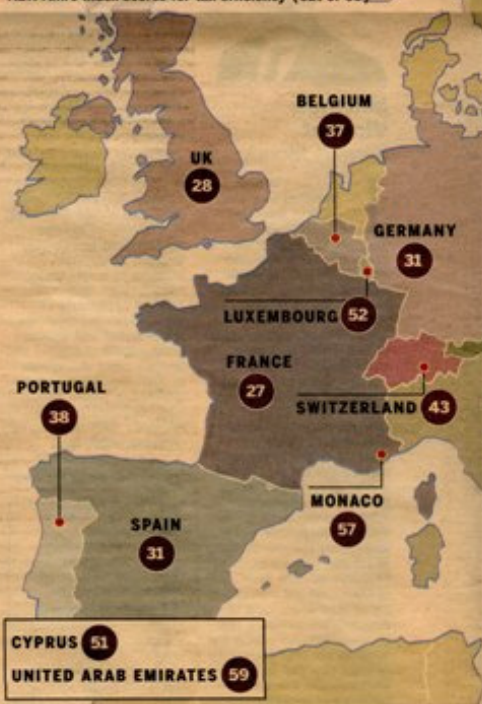 BELGIUM
37
UK
28
GERMANY
31
LUXEMBOURG 52
FRANCE
27
PORTUGAL
38
SWITZERLAND 43
MONACO
57
SPAIN
31
CYPRUS 51
UNITED ARAB EMIRATES 59